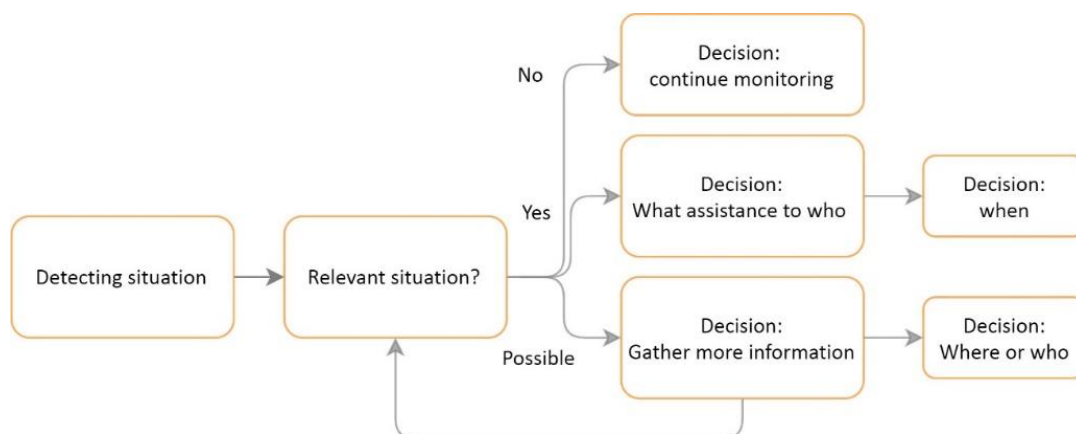 Detecting situation
Relevant situation?
No
Decision:
continue monitoring
Yes
Decision:
What assistance to who
Decision:
when
Possible
Decision:
Gather more information
Decision:
Where or who